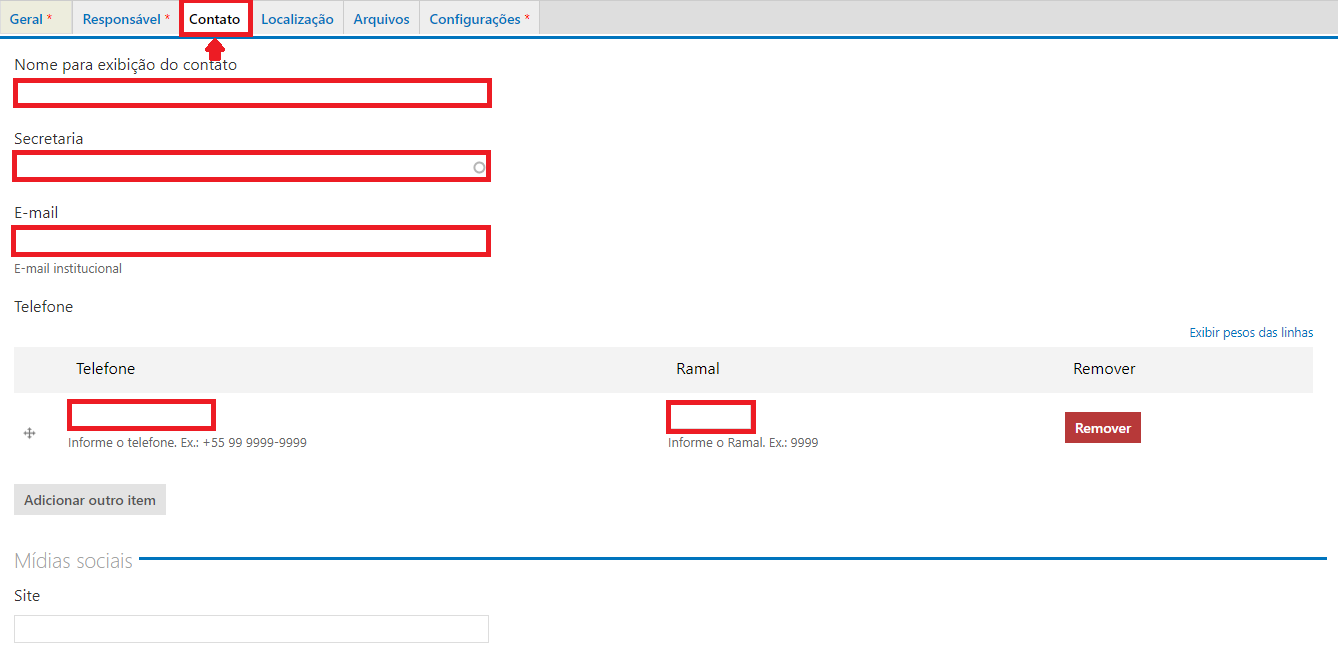 Geral * Responsável * Contato Localização Arquivos Configurações *
Nome para exibição do contato
Secretaria
E-mail
E-mail institucional
Telefone
Exibir pesos das linhas
Telefone Ramal Remover
Informe o telefone. Ex.: +55 99 9999-9999 Informe o Ramal. Ex.: 9999 Remover
Adicionar outro item
Mídias sociais
Site